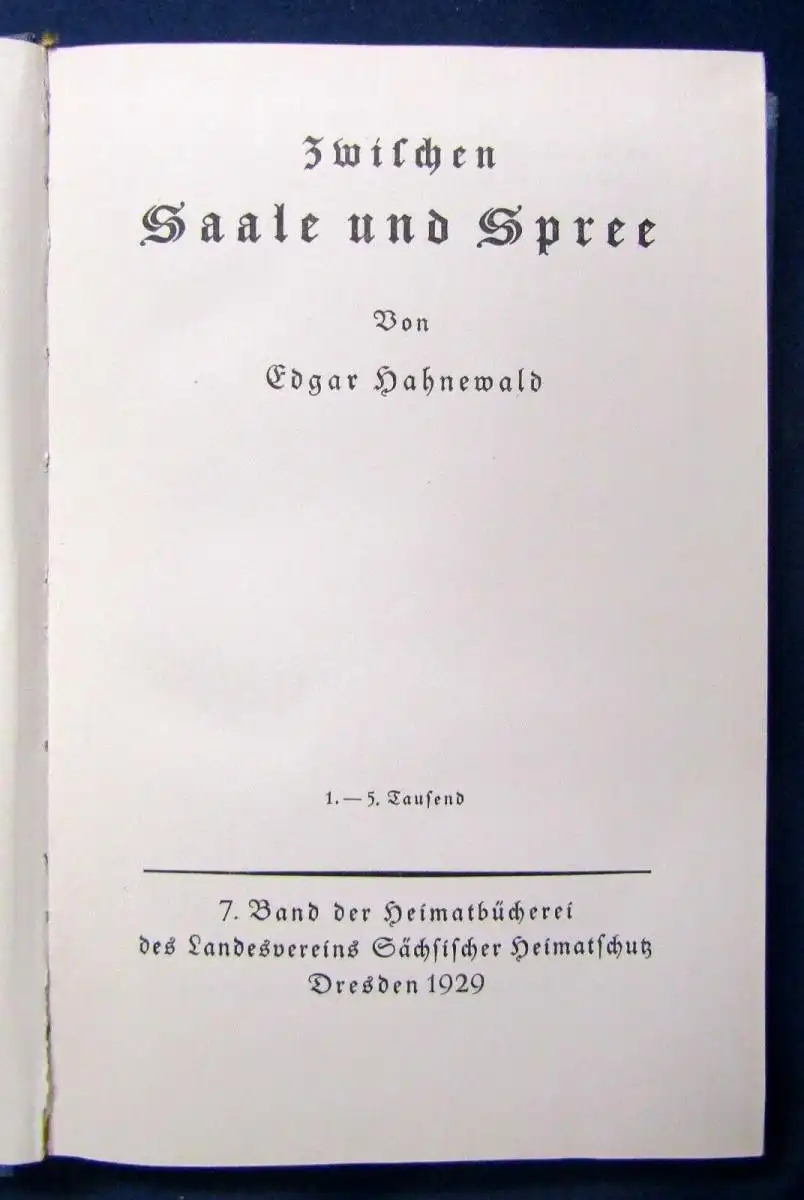 Zwischen
Saale und Spree
Von
Edgar Hahnewald
1. — 5. Tausend
7. Band der Heimatbücherei
des Landesvereins Sächsischer Heimatschutz
Dresden 1929